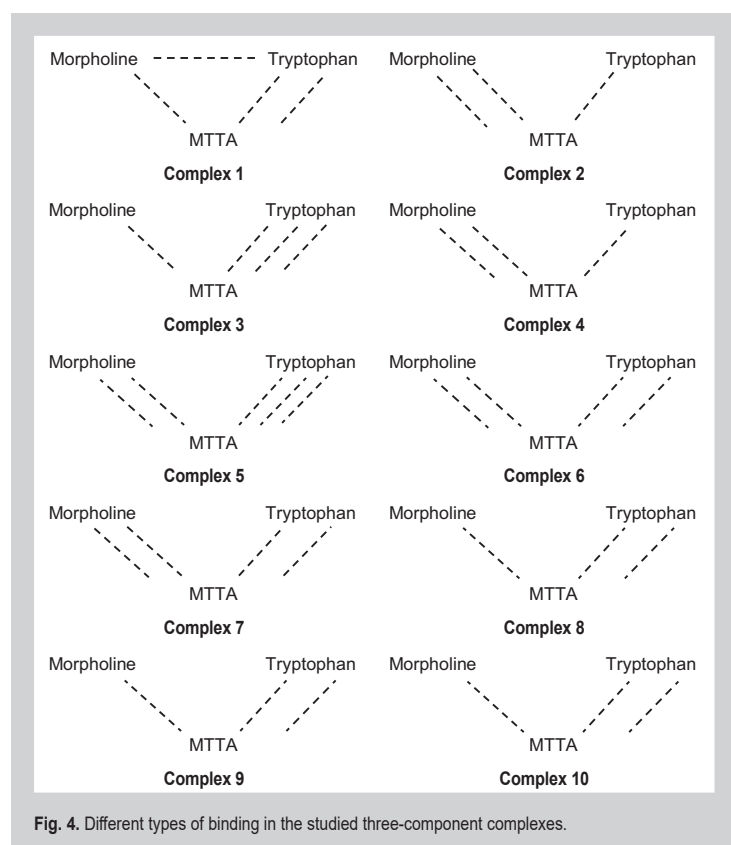 Morpholine Tryptophan Morpholine Tryptophan
MTTA MTTA
Complex 1 Complex 2
Morpholine Tryptophan Morpholine Tryptophan
MTTA MTTA
Complex 3 Complex 4
Morpholine Tryptophan Morpholine Tryptophan
MTTA MTTA
Complex 5 Complex 6
Morpholine Tryptophan Morpholine Tryptophan
MTTA MTTA
Complex 7 Complex 8
Morpholine Tryptophan Morpholine Tryptophan
MTTA MTTA
Complex 9 Complex 10
Fig. 4. Different types of binding in the studied three-component complexes.